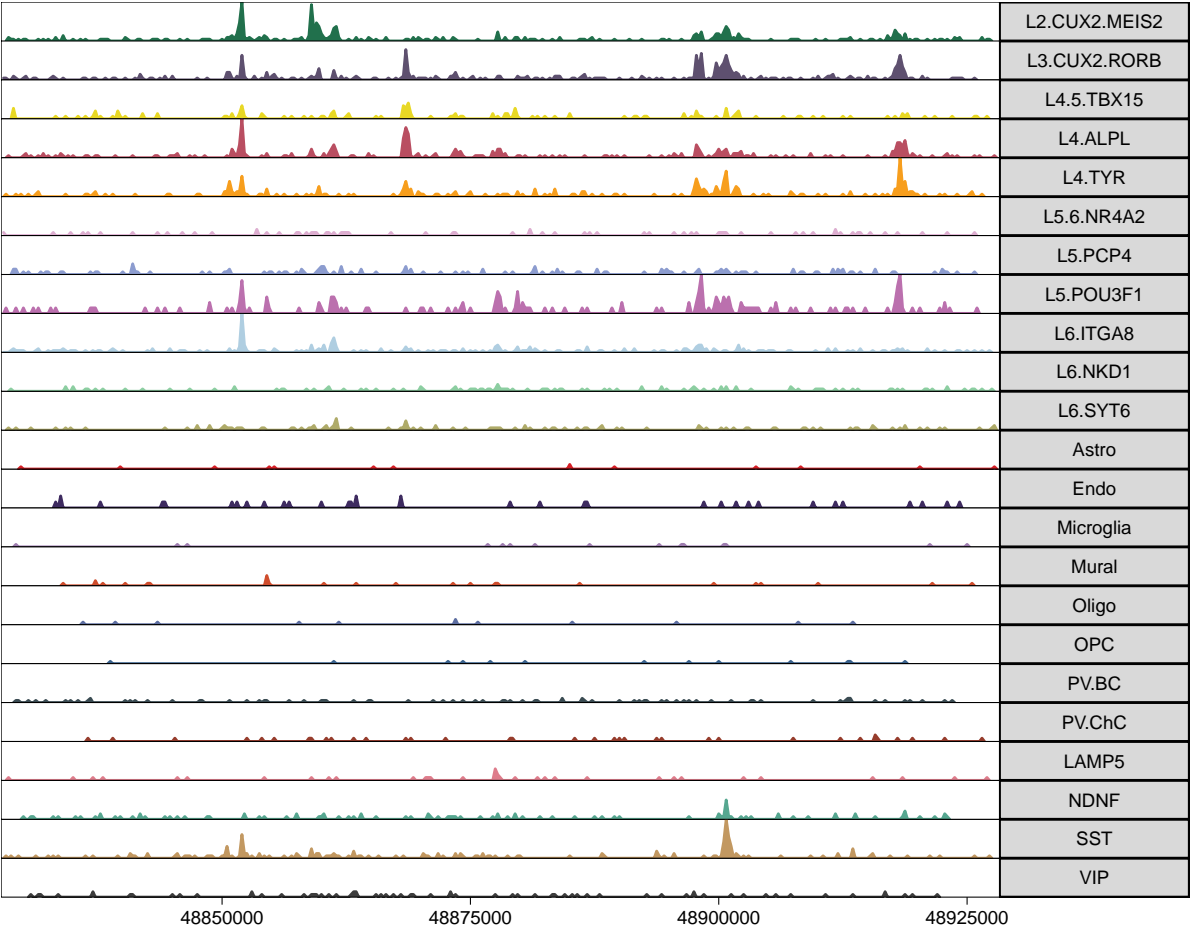 L2.CUX2.MEIS2
L3.CUX2.RORB
L4.5.TBX15
L4.ALPL
L4.TYR
L5.6.NR4A2
L5.PCP4
L5.POU3F1
L6.ITGA8
L6.NKD1
L6.SYT6
Astro
Endo
Microglia
Mural
Oligo
OPC
PV.BC
PV.ChC
LAMP5
NDNF
SST
VIP
48850000 48875000 48900000 48925000